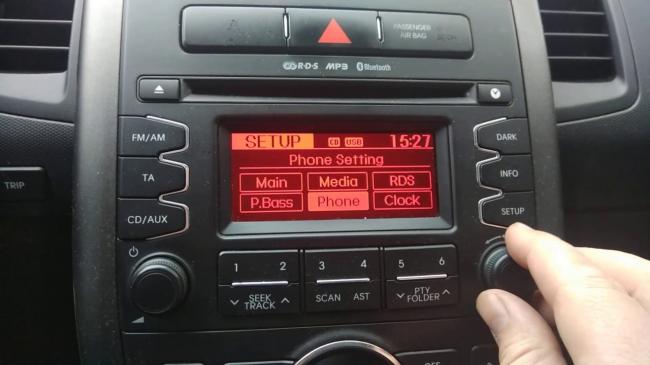 PASSENGER
AIR BAG
R·D·S MP3 Bluetooth
FM/AM
TA
CD/AUX
TRIP
SETUP CD USB 15:27
Phone Setting
Main Media RDS
P.Bass Phone Clock
DARK
INFO
SETUP
1 2
SEEK
TRACK
3 4
SCAN AST
5 6
PTY
FOLDER
OFF